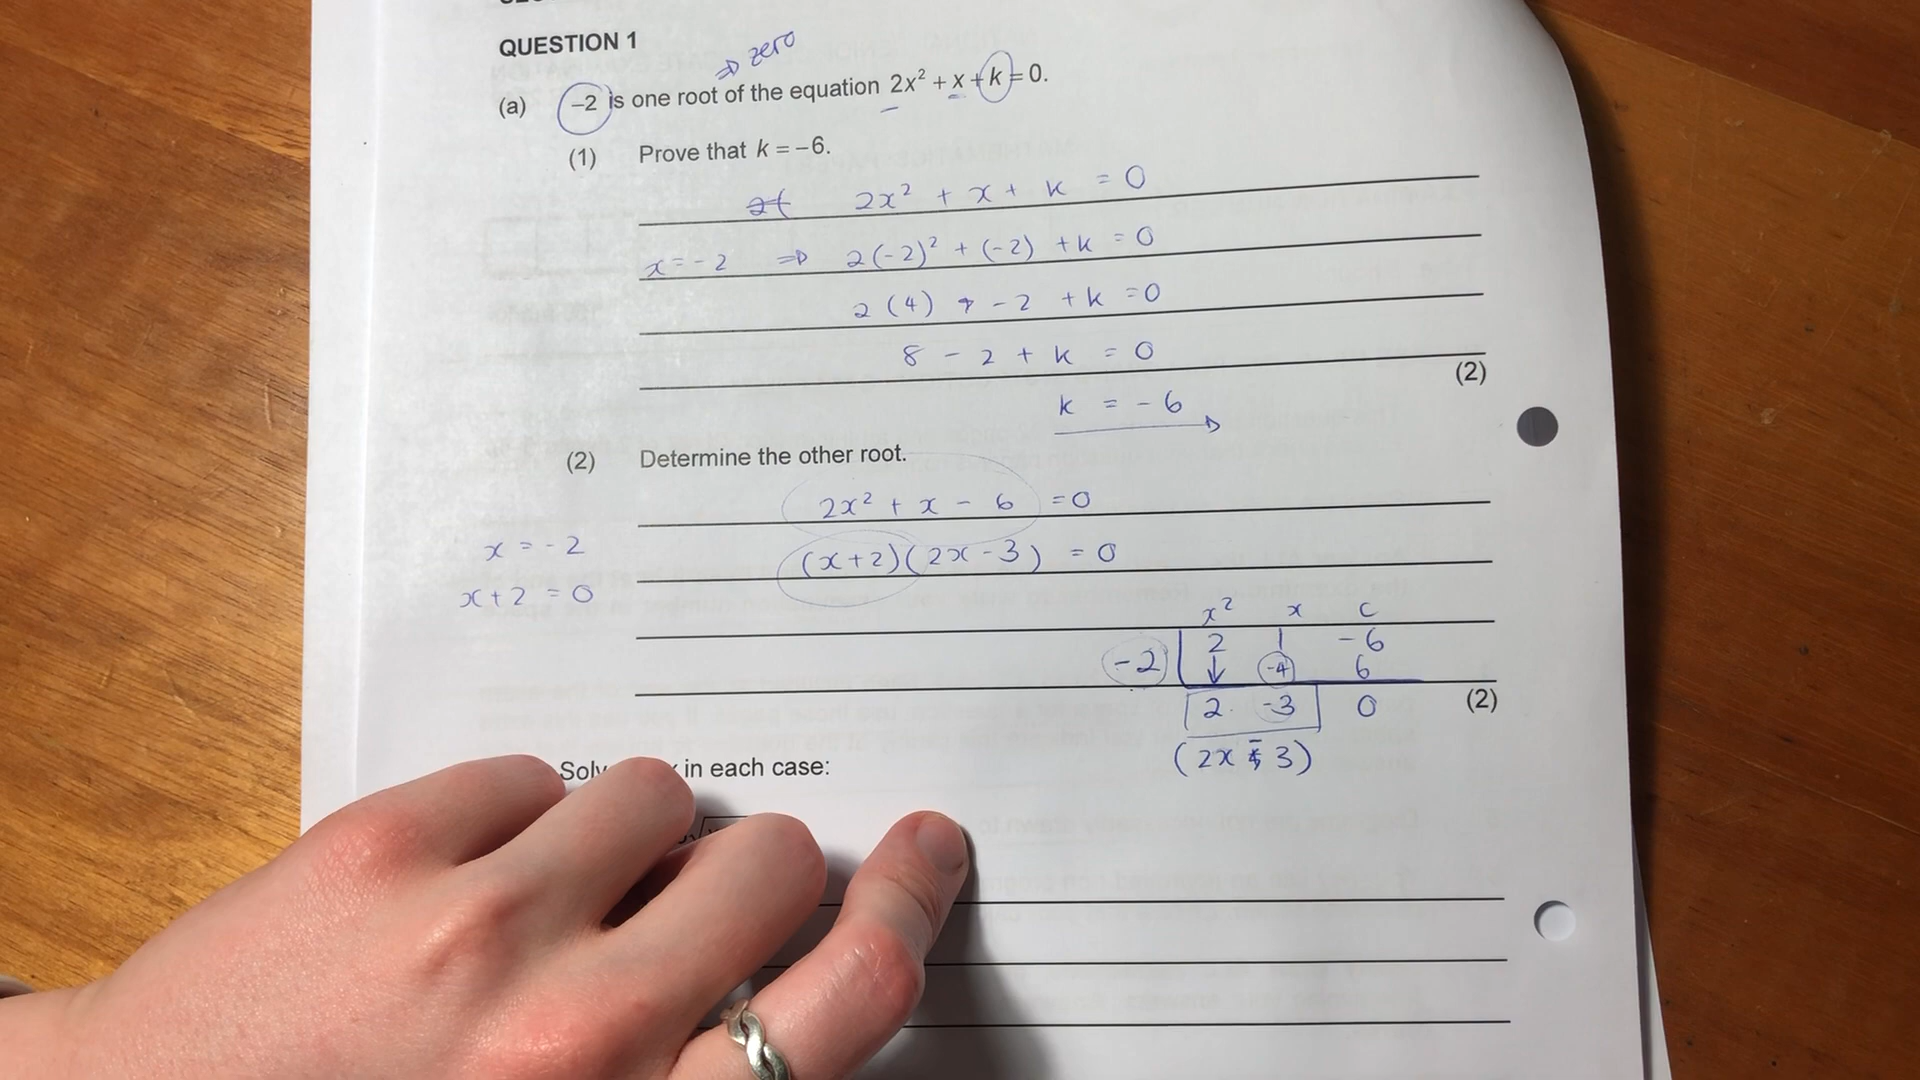 QUESTION 1
⇒ zero
(a) -2 is one root of the equation 2x² + x + k = 0.
(1) Prove that k = -6.
2x² + x + k = 0
x = -2 ⇒ 2(-2)² + (-2) + k = 0
2 (4) + -2 + k = 0
8 - 2 + k = 0
(2)
k = -6
(2) Determine the other root.
2x² + x - 6 = 0
x = -2
(x+2)(2x-3) = 0
x+2 = 0
x² x c
-2 2 1 -6
↓ -4 6
2 -3 0
(2)
(2x - 3)
in each case: